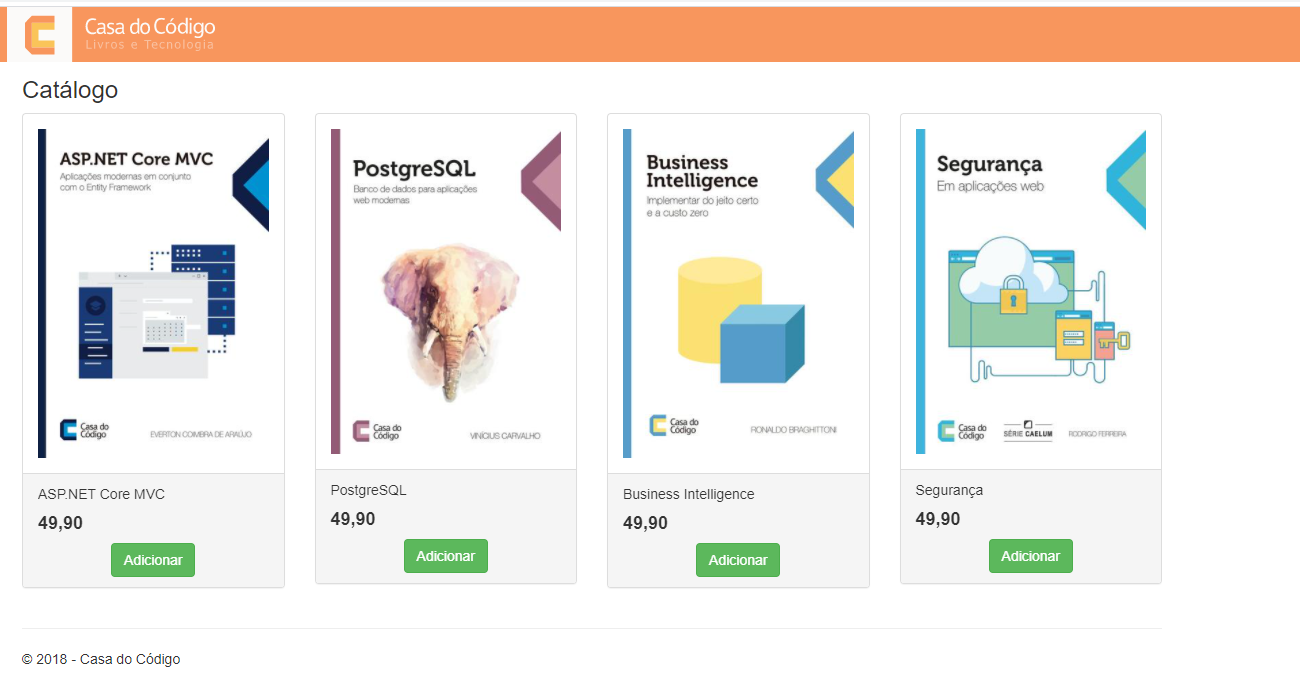 Casa do Código
Livros e Tecnologia
Catálogo
ASP.NET Core MVC
Aplicações modernas em conjunto
com o Entity Framework
Casa do
Código
EVERTON COIMBRA DE ARAÚJO
ASP.NET Core MVC
49,90
Adicionar
PostgreSQL
Banco de dados para aplicações
web modernas
Casa do
Código
VINÍCIUS CARVALHO
PostgreSQL
49,90
Adicionar
Business
Intelligence
Implementar do jeito certo
e a custo zero
Casa do
Código
RONALDO BRAGHITTONI
Business Intelligence
49,90
Adicionar
Segurança
Em aplicações web
Casa do
Código
SÉRIE CAELUM
RODRIGO FERREIRA
Segurança
49,90
Adicionar
© 2018 - Casa do Código